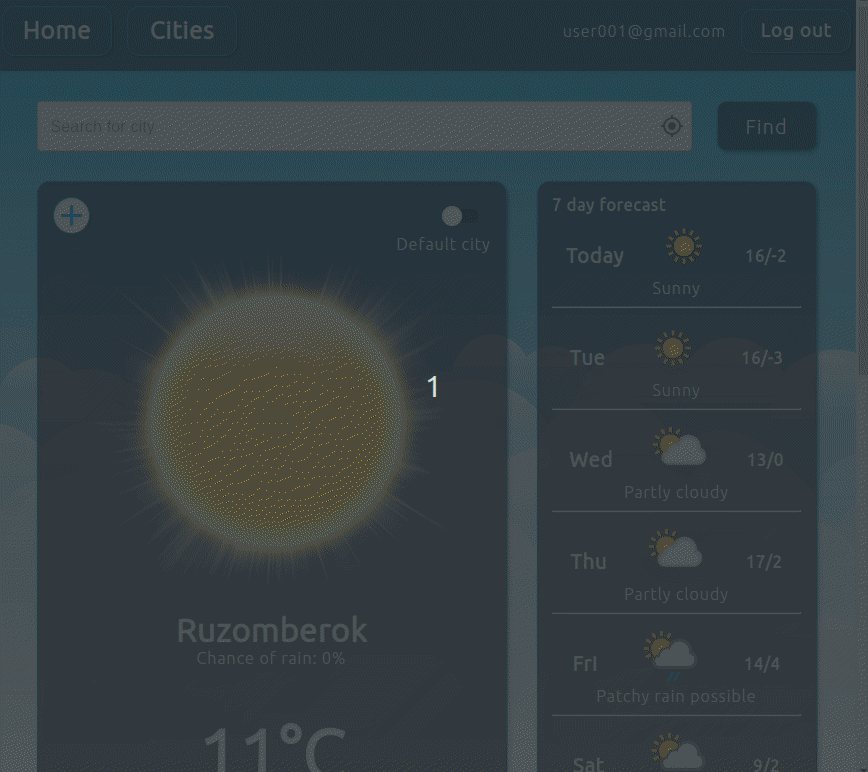 Home Cities user001@gmail.com Log out
Search for city Find
Default city
1
Ruzomberok
Chance of rain: 0%
11°C
7 day forecast
Today 16/-2
Sunny
Tue 16/-3
Sunny
Wed 13/0
Partly cloudy
Thu 17/2
Partly cloudy
FrI 14/4
Patchy rain possible
Sat 9/2